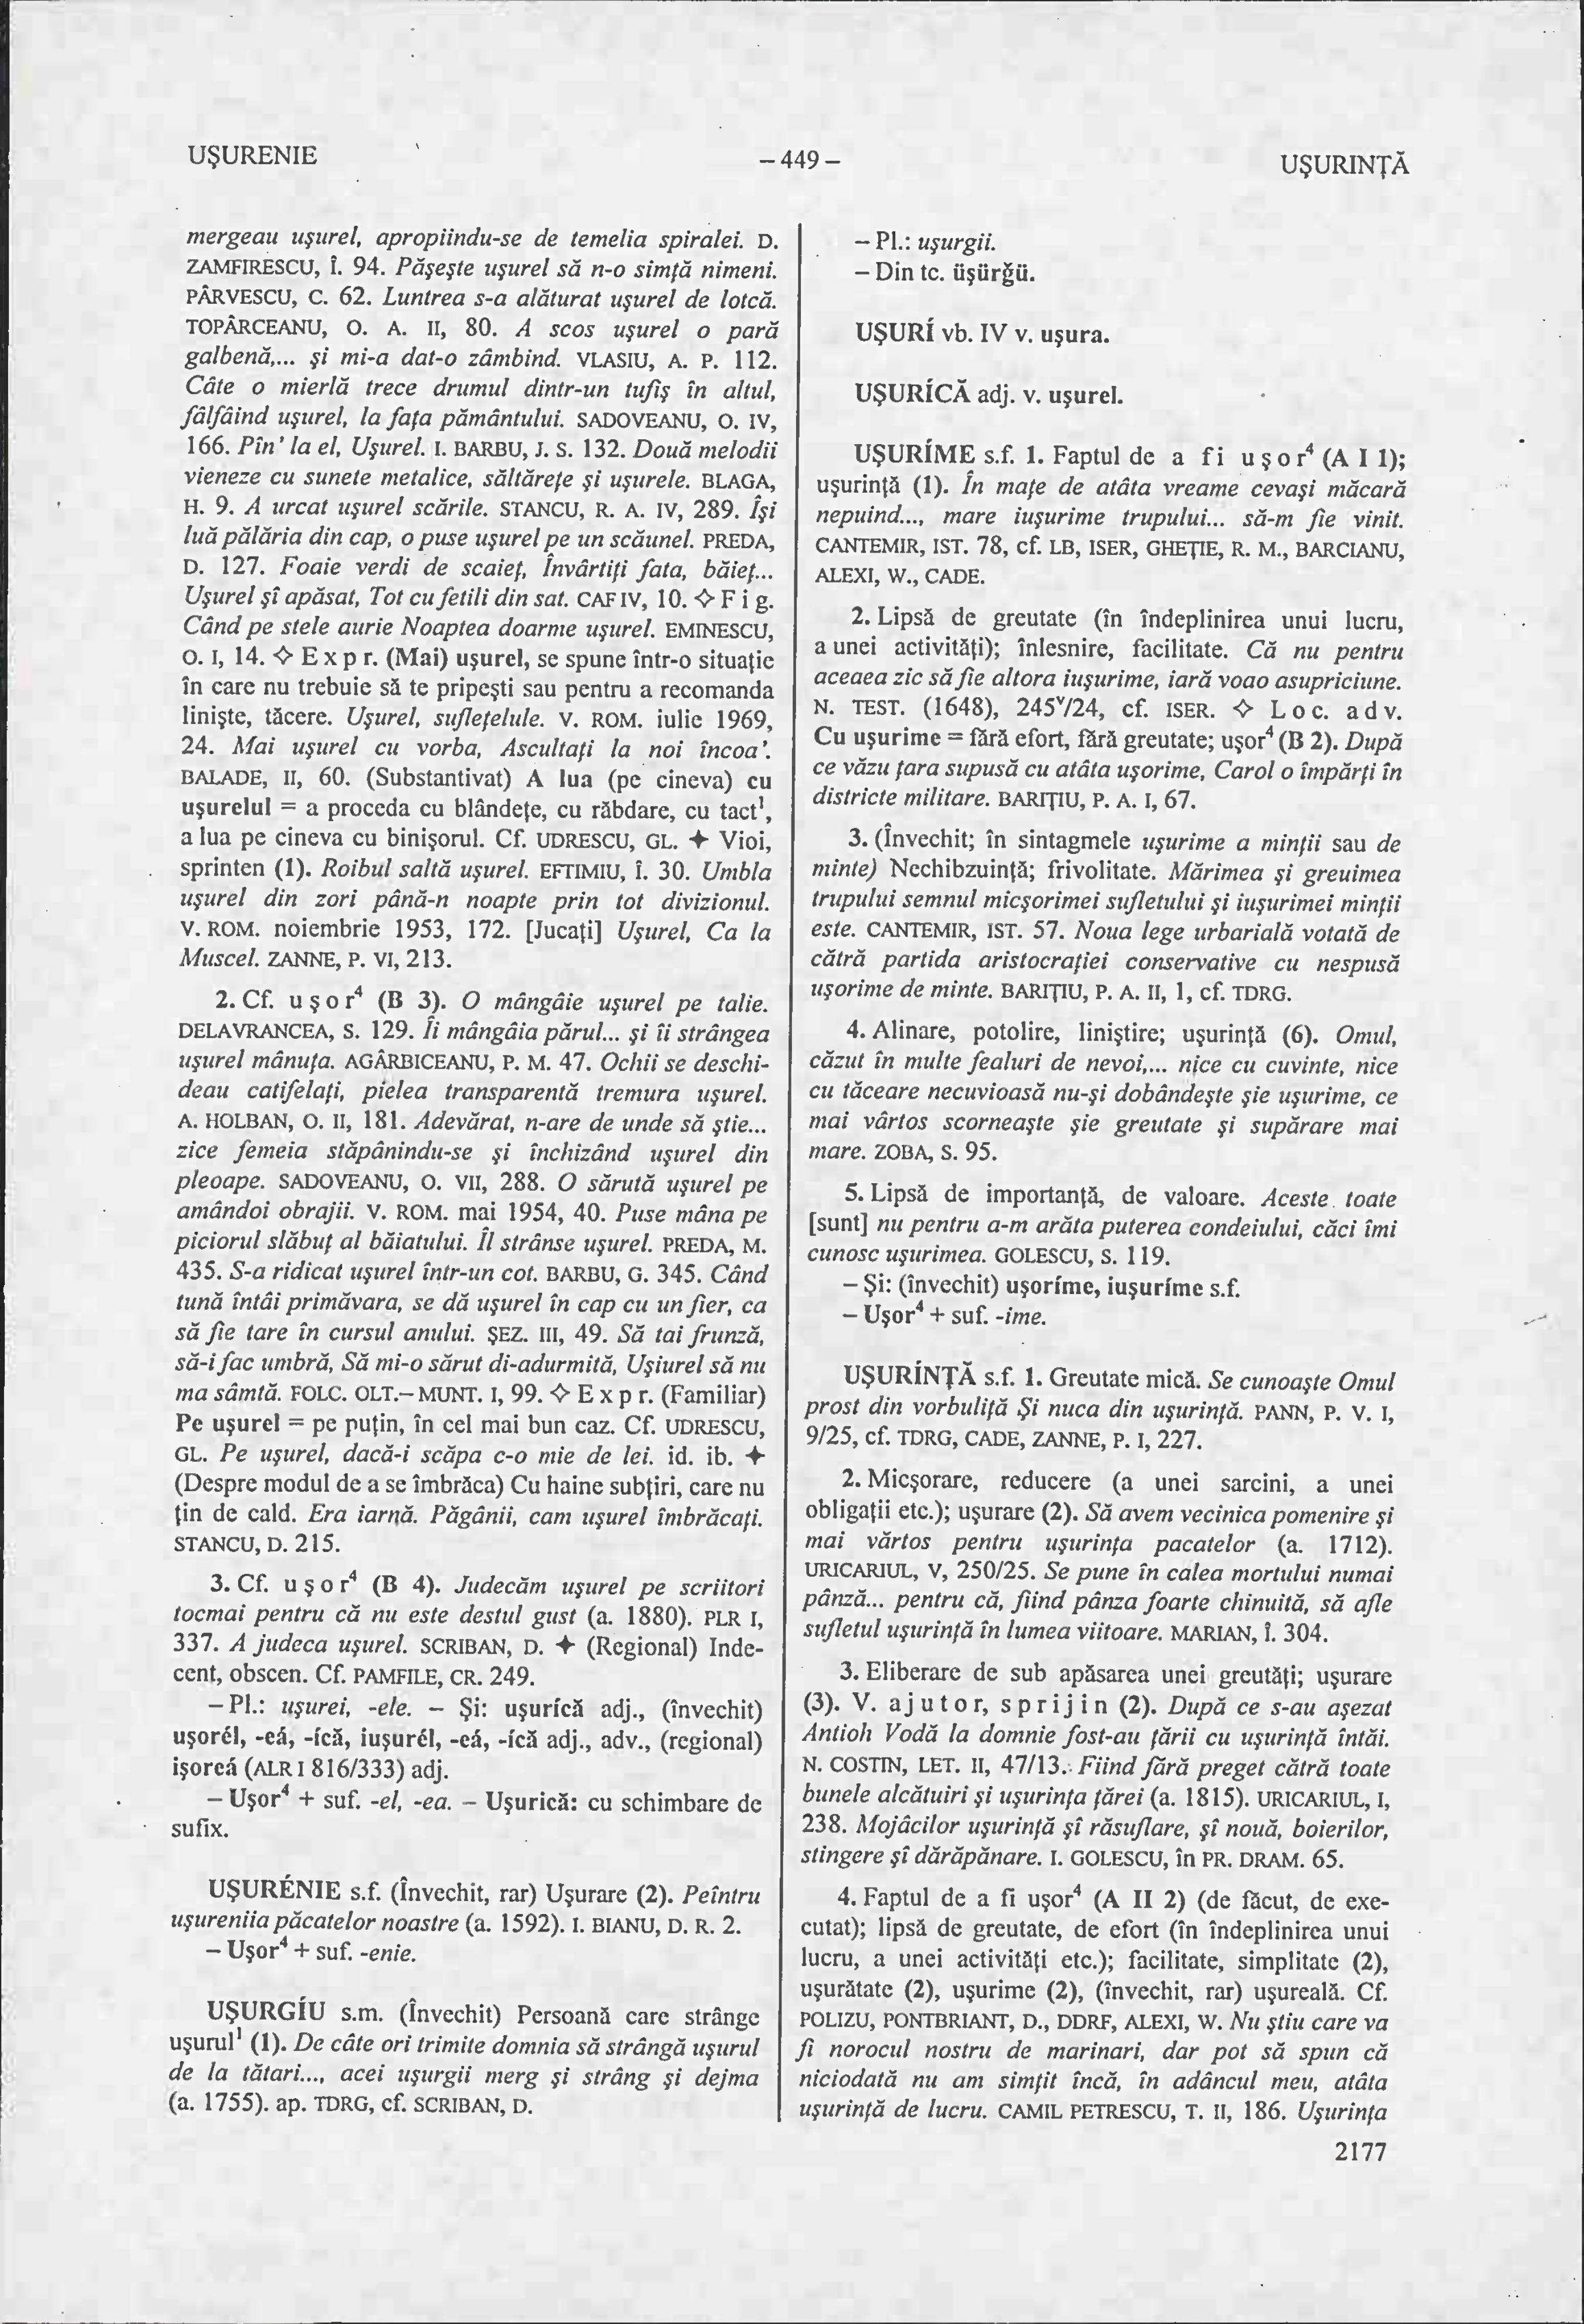 UŞURENIE
– 449 –
UŞURINŢĂ
mergeau uşurel, apropiindu-se de temelia spiralei. D.
ZAMFIRESCU, Î. 94. Păşeşte uşurel să n-o simţă nimeni.
PÂRVESCU, C. 62. Luntrea s-a alăturat uşurel de lotcă.
TOPÂRCEANU, O. A. II, 80. A scos uşurel o pară
galbenă,... şi mi-a dat-o zâmbind. VLASIU, A. P. 112.
Câte o mierlă trece drumul dintr-un tufiş în altul,
fâlfâind uşurel, la faţa pământului. SADOVEANU, O. IV,
166. Pîn' la el, Uşurel. I. BARBU, J. S. 132. Două melodii
vieneze cu sunete metalice, săltăreţe şi uşurele. BLAGA,
H. 9. A urcat uşurel scările. STANCU, R. A. IV, 289. Îşi
luă pălăria din cap, o puse uşurel pe un scăunel. PREDA,
D. 127. Foaie verdi de scaieţ, Învârtiţi fata, băieţ...
Uşurel şî apăsat, Tot cu fetili din sat. CAF IV, 10. ◇ F i g.
Când pe stele aurie Noaptea doarme uşurel. EMINESCU,
O. I, 14. ◇ E x p r. (Mai) uşurel, se spune într-o situaţie
în care nu trebuie să te pripeşti sau pentru a recomanda
linişte, tăcere. Uşurel, sufleţelule. V. ROM. iulie 1969,
24. Mai uşurel cu vorba, Ascultaţi la noi încoa'.
BALADE, II, 60. (Substantivat) A lua (pe cineva) cu
uşurelul = a proceda cu blândeţe, cu răbdare, cu tact¹,
a lua pe cineva cu binişorul. Cf. UDRESCU, GL. ✦ Vioi,
sprinten (1). Roibul saltă uşurel. EFTIMIU, Î. 30. Umbla
uşurel din zori până-n noapte prin tot divizionul.
V. ROM. noiembrie 1953, 172. [Jucaţi] Uşurel, Ca la
Muscel. ZANNE, P. VI, 213.
2. Cf. u ş o r⁴ (B 3). O mângâie uşurel pe talie.
DELAVRANCEA, S. 129. Îi mângâia părul... şi îi strângea
uşurel mânuţa. AGÂRBICEANU, P. M. 47. Ochii se deschi-
deau catifelaţi, pielea transparentă tremura uşurel.
A. HOLBAN, O. II, 181. Adevărat, n-are de unde să ştie...
zice femeia stăpânindu-se şi închizând uşurel din
pleoape. SADOVEANU, O. VII, 288. O sărută uşurel pe
amândoi obrajii. V. ROM. mai 1954, 40. Puse mâna pe
piciorul slăbuţ al băiatului. Îl strânse uşurel. PREDA, M.
435. S-a ridicat uşurel într-un cot. BARBU, G. 345. Când
tună întâi primăvara, se dă uşurel în cap cu un fier, ca
să fie tare în cursul anului. ŞEZ. III, 49. Să tai frunză,
să-i fac umbră, Să mi-o sărut di-adurmită, Uşiurel să nu
ma sâmtă. FOLC. OLT.– MUNT. I, 99. ◇ E x p r. (Familiar)
Pe uşurel = pe puţin, în cel mai bun caz. Cf. UDRESCU,
GL. Pe uşurel, dacă-i scăpa c-o mie de lei. id. ib. ✦
(Despre modul de a se îmbrăca) Cu haine subţiri, care nu
ţin de cald. Era iarnă. Păgânii, cam uşurel îmbrăcaţi.
STANCU, D. 215.
3. Cf. u ş o r⁴ (B 4). Judecăm uşurel pe scriitori
tocmai pentru că nu este destul gust (a. 1880). PLR I,
337. A judeca uşurel. SCRIBAN, D. ✦ (Regional) Inde-
cent, obscen. Cf. PAMFILE, CR. 249.
– Pl.: uşurei, -ele. – Şi: uşurícă adj., (învechit)
uşorél, -eá, -ícă, iuşurél, -eá, -ícă adj., adv., (regional)
işoreá (ALR I 816/333) adj.
– Uşor⁴ + suf. -el, -ea. – Uşurică: cu schimbare de
sufix.
UŞURÉNIE s.f. (Învechit, rar) Uşurare (2). Peîntru
uşureniia păcatelor noastre (a. 1592). I. BIANU, D. R. 2.
– Uşor⁴ + suf. -enie.
UŞURGÍU s.m. (Învechit) Persoană care strânge
uşurul¹ (1). De câte ori trimite domnia să strângă uşurul
de la tătari..., acei uşurgii merg şi strâng şi dejma
(a. 1755). ap. TDRG, cf. SCRIBAN, D.
– Pl.: uşurgii.
– Din tc. üşürğü.
UŞURÍ vb. IV v. uşura.
UŞURÍCĂ adj. v. uşurel.
UŞURÍME s.f. 1. Faptul de a f i u ş o r⁴ (A I 1);
uşurinţă (1). În maţe de atâta vreame cevaşi măcară
nepuind..., mare iuşurime trupului... să-m fie vinit.
CANTEMIR, IST. 78, cf. LB, ISER, GHEŢIE, R. M., BARCIANU,
ALEXI, W., CADE.
2. Lipsă de greutate (în îndeplinirea unui lucru,
a unei activităţi); înlesnire, facilitate. Că nu pentru
aceaea zic să fie altora iuşurime, iară voao asupriciune.
N. TEST. (1648), 245ᵛ/24, cf. ISER. ◇ L o c. a d v.
Cu uşurime = fără efort, fără greutate; uşor⁴ (B 2). După
ce văzu ţara supusă cu atâta uşorime, Carol o împărţi în
districte militare. BARIŢIU, P. A. I, 67.
3. (Învechit; în sintagmele uşurime a minţii sau de
minte) Nechibzuinţă; frivolitate. Mărimea şi greuimea
trupului semnul micşorimei sufletului şi iuşurimei minţii
este. CANTEMIR, IST. 57. Noua lege urbarială votată de
cătră partida aristocraţiei conservative cu nespusă
uşorime de minte. BARIŢIU, P. A. II, 1, cf. TDRG.
4. Alinare, potolire, liniştire; uşurinţă (6). Omul,
căzut în multe fealuri de nevoi,... nice cu cuvinte, nice
cu tăceare necuvioasă nu-şi dobândeşte şie uşurime, ce
mai vârtos scorneaşte şie greutate şi supărare mai
mare. ZOBA, S. 95.
5. Lipsă de importanţă, de valoare. Aceste toate
[sunt] nu pentru a-m arăta puterea condeiului, căci îmi
cunosc uşurimea. GOLESCU, S. 119.
– Şi: (învechit) uşoríme, iuşuríme s.f.
– Uşor⁴ + suf. -ime.
UŞURÍNŢĂ s.f. 1. Greutate mică. Se cunoaşte Omul
prost din vorbuliţă Şi nuca din uşurinţă. PANN, P. V. I,
9/25, cf. TDRG, CADE, ZANNE, P. I, 227.
2. Micşorare, reducere (a unei sarcini, a unei
obligaţii etc.); uşurare (2). Să avem vecinica pomenire şi
mai vărtos pentru uşurinţa pacatelor (a. 1712).
URICARIUL, V, 250/25. Se pune în calea mortului numai
pânză... pentru că, fiind pânza foarte chinuită, să afle
sufletul uşurinţă în lumea viitoare. MARIAN, Î. 304.
3. Eliberare de sub apăsarea unei greutăţi; uşurare
(3). V. a j u t o r, s p r i j i n (2). După ce s-au aşezat
Antioh Vodă la domnie fost-au ţării cu uşurinţă întăi.
N. COSTIN, LET. II, 47/13. Fiind fără preget cătră toate
bunele alcătuiri şi uşurinţa ţărei (a. 1815). URICARIUL, I,
238. Mojâcilor uşurinţă şî răsuflare, şî nouă, boierilor,
stingere şî dărăpănare. I. GOLESCU, în PR. DRAM. 65.
4. Faptul de a fi uşor⁴ (A II 2) (de făcut, de exe-
cutat); lipsă de greutate, de efort (în îndeplinirea unui
lucru, a unei activităţi etc.); facilitate, simplitate (2),
uşurătate (2), uşurime (2), (învechit, rar) uşureală. Cf.
POLIZU, PONTBRIANT, D., DDRF, ALEXI, W. Nu ştiu care va
fi norocul nostru de marinari, dar pot să spun că
niciodată nu am simţit încă, în adâncul meu, atâta
uşurinţă de lucru. CAMIL PETRESCU, T. II, 186. Uşurinţa
2177